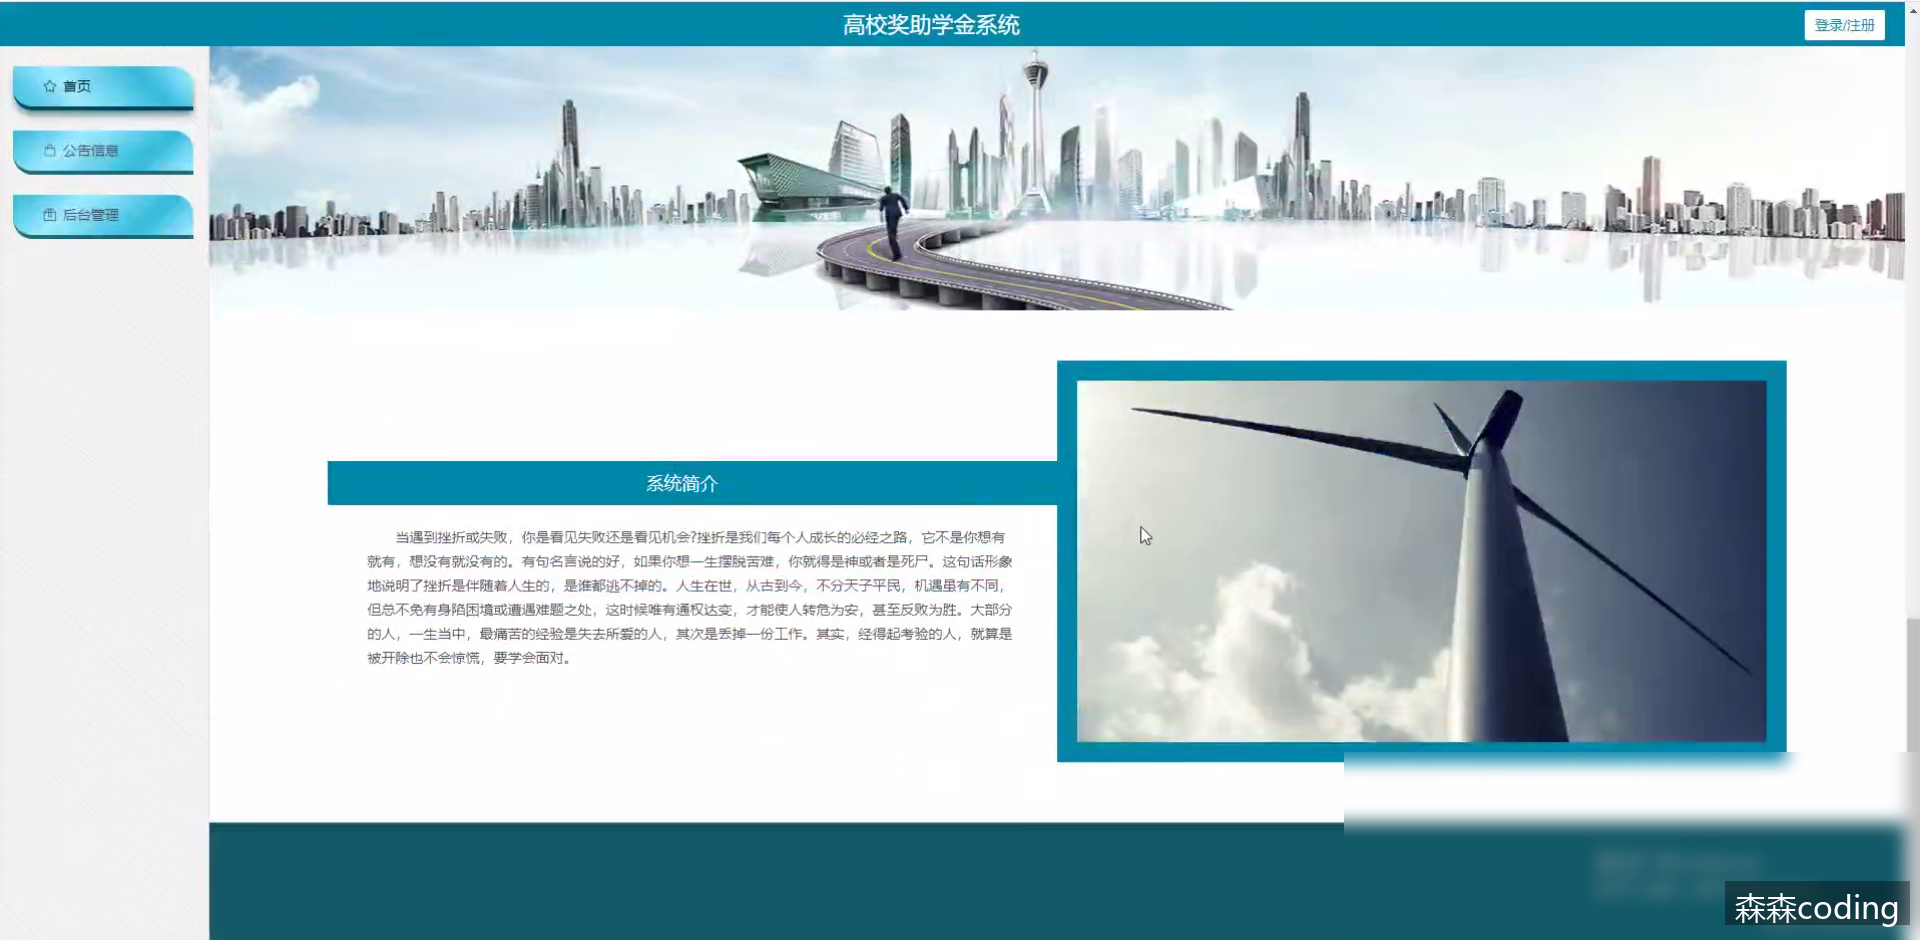 高校奖助学金系统
登录/注册
首页
公告信息
后台管理
系统简介
当遇到挫折或失败，你是看见失败还是看见机会?挫折是我们每个人成长的必经之路，它不是你想有
就有，想没有就没有的。有句名言说的好，如果你想一生摆脱苦难，你就得是神或者是死尸。这句话形象
地说明了挫折是伴随着人生的，是谁都逃不掉的。人生在世，从古到今，不分天子平民，机遇虽有不同，
但总不免有身陷困境或遭遇难题之处，这时候唯有通权达变，才能使人转危为安，甚至反败为胜。大部分
的人，一生当中，最痛苦的经验是失去所爱的人，其次是丢掉一份工作。其实，经得起考验的人，就算是
被开除也不会惊慌，要学会面对。
森森coding